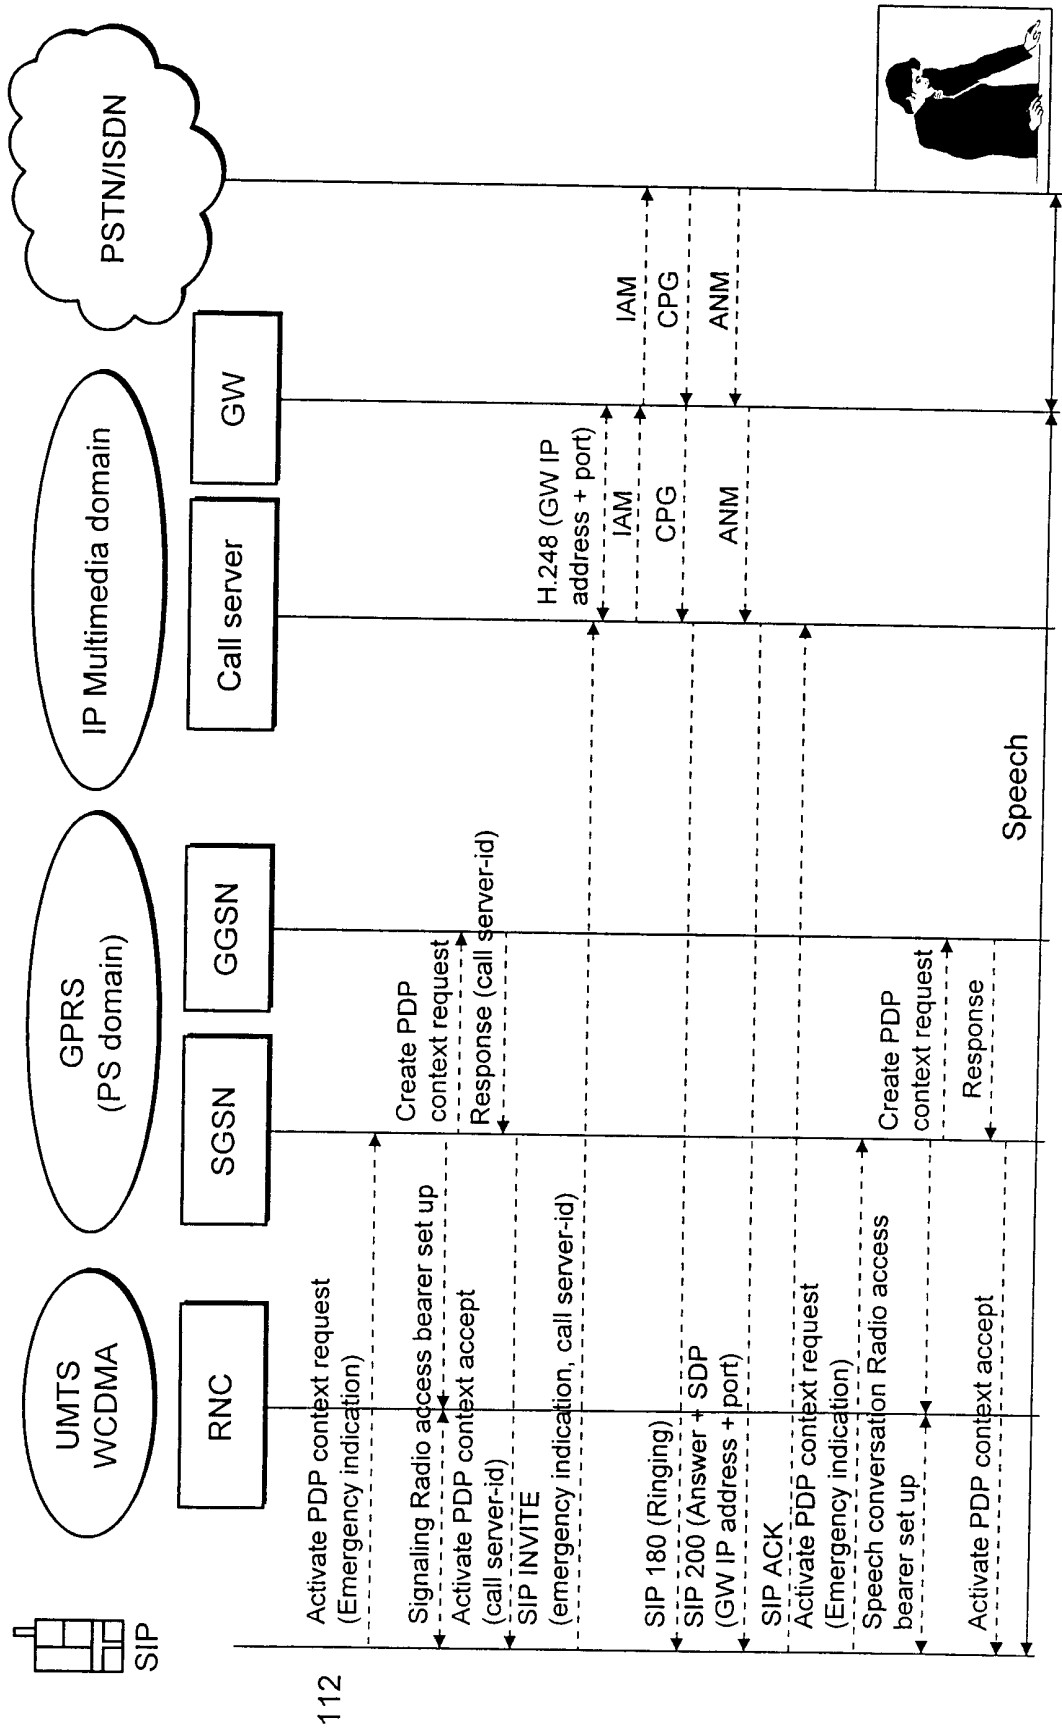 SIP
UMTS
WCDMA
GPRS
(PS domain)
IP Multimedia domain
PSTN/ISDN
RNC
SGSN
GGSN
Call server
GW
112
Activate PDP context request
(Emergency indication)
Signaling Radio access bearer set up
Create PDP
context request
Activate PDP context accept
(call server-id)
Response (call server-id)
SIP INVITE
(emergency indication, call server-id)
H.248 (GW IP
address + port)
IAM
IAM
SIP 180 (Ringing)
CPG
CPG
SIP 200 (Answer + SDP
(GW IP address + port)
ANM
ANM
SIP ACK
Activate PDP context request
(Emergency indication)
Speech conversation Radio access
bearer set up
Create PDP
context request
Response
Activate PDP context accept
Speech